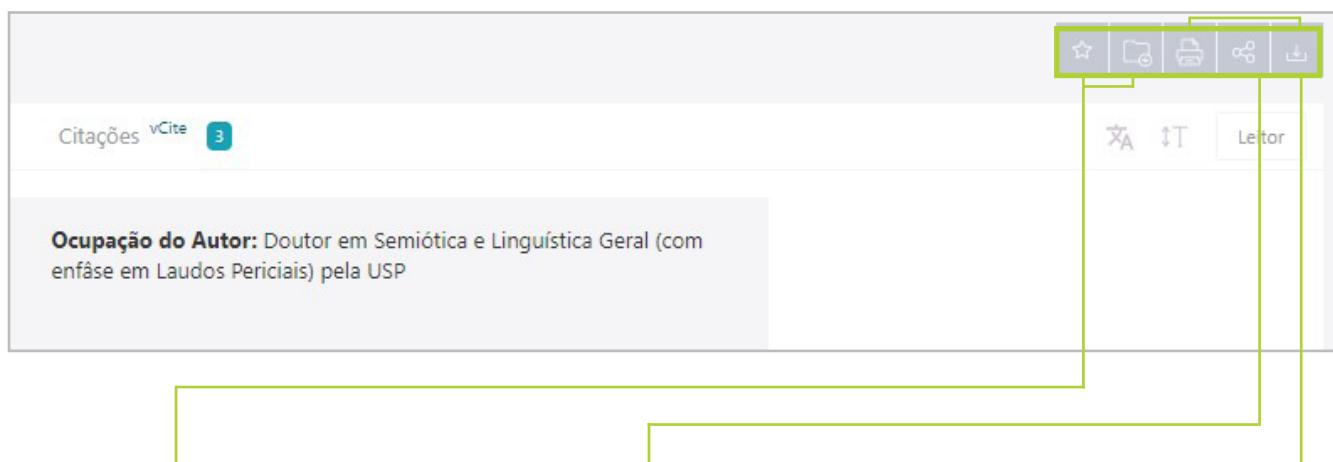 Citações vCite 3
Leitor
Ocupação do Autor: Doutor em Semiótica e Linguística Geral (com
enfâse em Laudos Periciais) pela USP